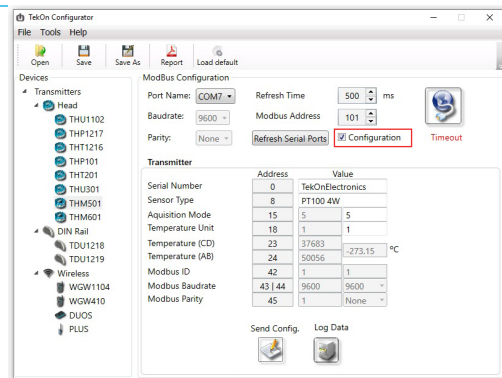 TekOn Configurator
File Tools Help
Open Save Save As Report Load default
Devices
Transmitters
Head
THU1102
THP1217
THT1216
THP101
THT201
THU301
THM501
THM601
DIN Rail
TDU1218
TDU1219
Wireless
WGW1104
WGW410
DUOS
PLUS
ModBus Configuration
Port Name: COM7 Refresh Time 500 ms
Baudrate: 9600 Modbus Address 101
Parity: None Refresh Serial Ports Configuration Timeout
Transmitter
Address Value
Serial Number 0 TekOnElectronics
Sensor Type 8 PT100 4W
Aquisition Mode 15 5 5
Temperature Unit 18 1 1
Temperature (CD) 23 37683 -273.15 ºC
Temperature (AB) 24 50056
Modbus ID 42 1 1
Modbus Baudrate 43 | 44 9600 9600
Modbus Parity 45 1 None
Send Config. Log Data